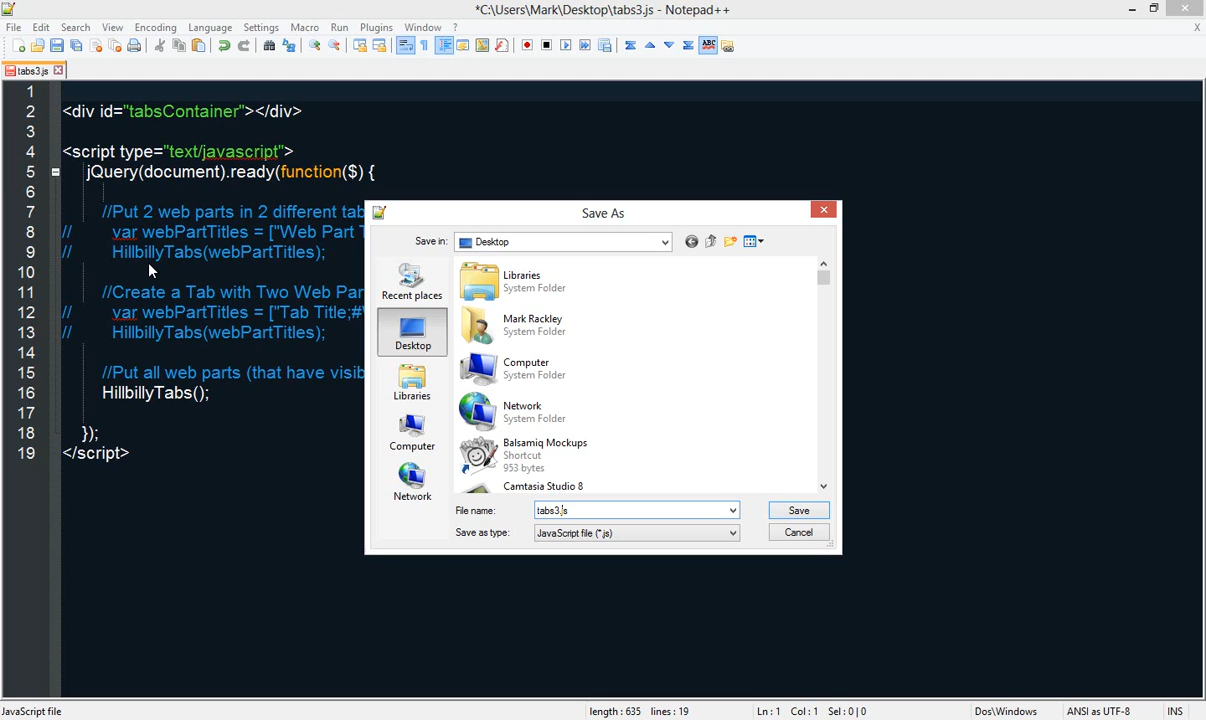 *C:\Users\Mark\Desktop\tabs3.js - Notepad++
File Edit Search View Encoding Language Settings Macro Run Plugins Window ? X
ABC
tabs3.js
1
2 <div id="tabsContainer"></div>
3
4 <script type="text/javascript">
5 jQuery(document).ready(function($) {
6
7 //Put 2 web parts in 2 different tab
8 // var webPartTitles = ["Web Part T
9 // HillbillyTabs(webPartTitles);
10
11 //Create a Tab with Two Web Par
12 // var webPartTitles = ["Tab Title;#
13 // HillbillyTabs(webPartTitles);
14
15 //Put all web parts (that have visib
16 HillbillyTabs();
17
18 });
19 </script>
Save As
Save in: Desktop
Recent places
Desktop
Libraries
Computer
Network
Libraries
System Folder
Mark Rackley
System Folder
Computer
System Folder
Network
System Folder
Balsamiq Mockups
Shortcut
953 bytes
Camtasia Studio 8
File name: tabs3.js Save
Save as type: JavaScript file (*.js) Cancel
JavaScript file length : 635 lines : 19 Ln : 1 Col : 1 Sel : 0 | 0 Dos\Windows ANSI as UTF-8 INS